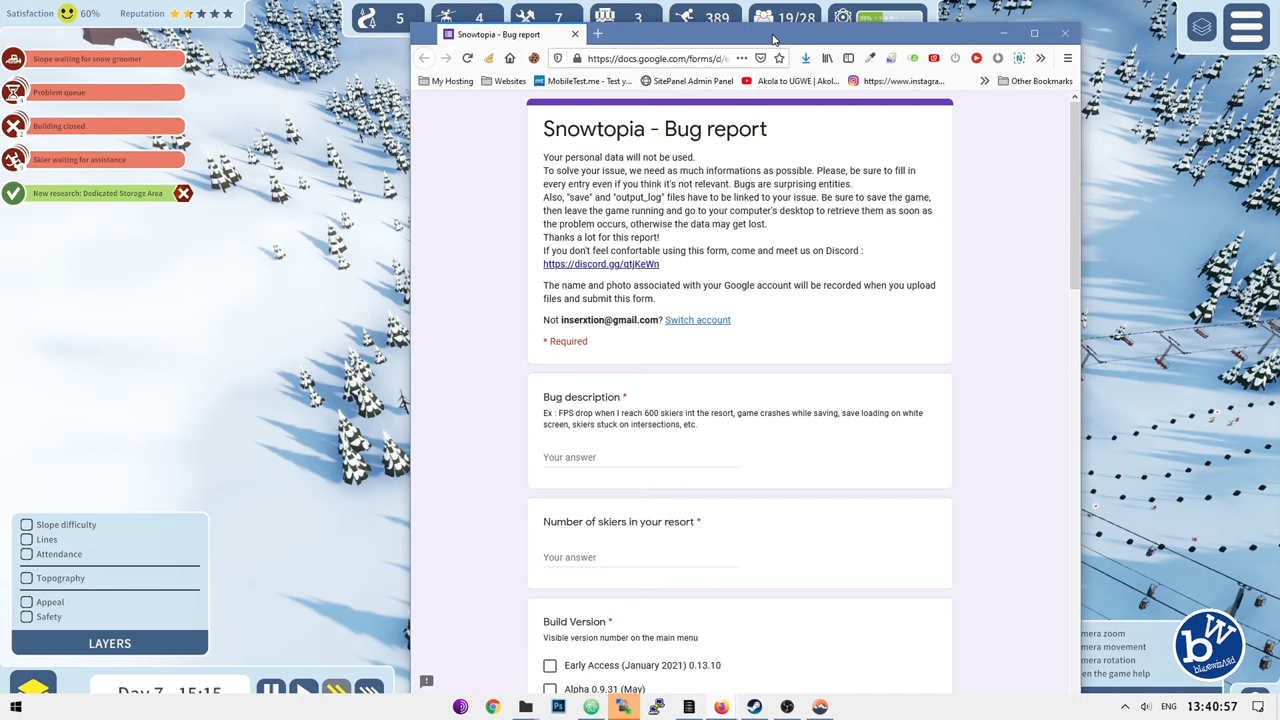 Satisfaction 60%
Reputation
5
4
7
3
389
19/28
39%
Slope waiting for snow groomer
Problem queue
4
Building closed
2
Skier waiting for assistance
9
New research: Dedicated Storage Area
Slope difficulty
Lines
Attendance
Topography
Appeal
Safety
LAYERS
Day 7 - 15:15
Snowtopia - Bug report
https://docs.google.com/forms/d/e
My Hosting
Websites
mt MobileTest.me - Test y...
SitePanel Admin Panel
Akola to UGWE | Akol...
https://www.instagra...
Other Bookmarks
Snowtopia - Bug report
Your personal data will not be used.
To solve your issue, we need as much informations as possible. Please, be sure to fill in
every entry even if you think it's not relevant. Bugs are surprising entities.
Also, "save" and "output_log" files have to be linked to your issue. Be sure to save the game,
then leave the game running and go to your computer's desktop to retrieve them as soon as
the problem occurs, otherwise the data may get lost.
Thanks a lot for this report!
If you don't feel confortable using this form, come and meet us on Discord :
https://discord.gg/qtjKeWn
The name and photo associated with your Google account will be recorded when you upload
files and submit this form.
Not inserxtion@gmail.com? Switch account
* Required
Bug description *
Ex : FPS drop when I reach 600 skiers int the resort, game crashes while saving, save loading on white
screen, skiers stuck on intersections, etc.
Your answer
Number of skiers in your resort *
Your answer
Build Version *
Visible version number on the main menu
Early Access (January 2021) 0.13.10
Alpha 0.9.31 (May)
mera zoom
mera movement
mera rotation
en the game help
bw
bluewizard
Ps
ENG
13:40:57